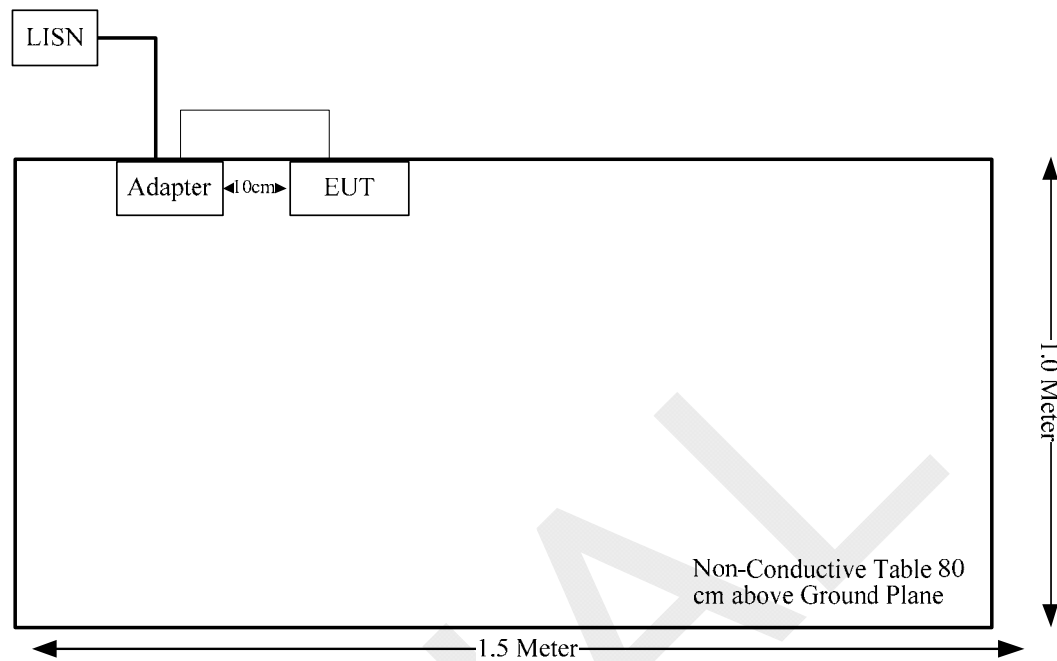 LISN
Adapter
10cm
EUT
1.0 Meter
Non-Conductive Table 80
cm above Ground Plane
1.5 Meter